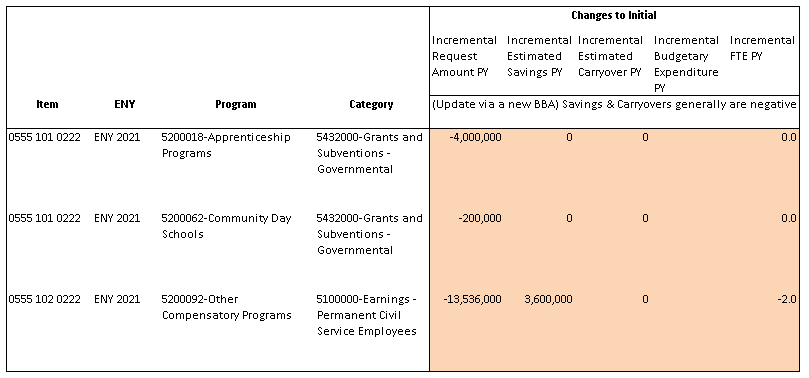 Changes to Initial
Incremental Incremental Incremental Incremental Incremental
Request Estimated Estimated Budgetary FTE PY
Amount PY Savings PY Carryover PY Expenditure
PY
Item ENY Program Category (Update via a new BBA) Savings & Carryovers generally are negative
0555 101 0222 ENY 2021 5200018-Apprenticeship 5432000-Grants and -4,000,000 0 0 0.0
Programs Subventions -
Governmental
0555 101 0222 ENY 2021 5200062-Community Day 5432000-Grants and -200,000 0 0 0.0
Schools Subventions -
Governmental
0555 102 0222 ENY 2021 5200092-Other 5100000-Earnings - -13,536,000 3,600,000 0 -2.0
Compensatory Programs Permanent Civil
Service Employees